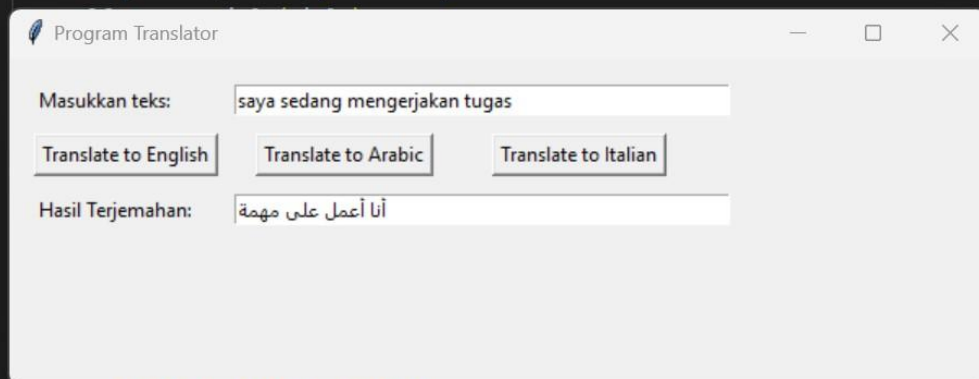 Program Translator
Masukkan teks: saya sedang mengerjakan tugas
Translate to English Translate to Arabic Translate to Italian
Hasil Terjemahan: أنا أعمل على مهمة